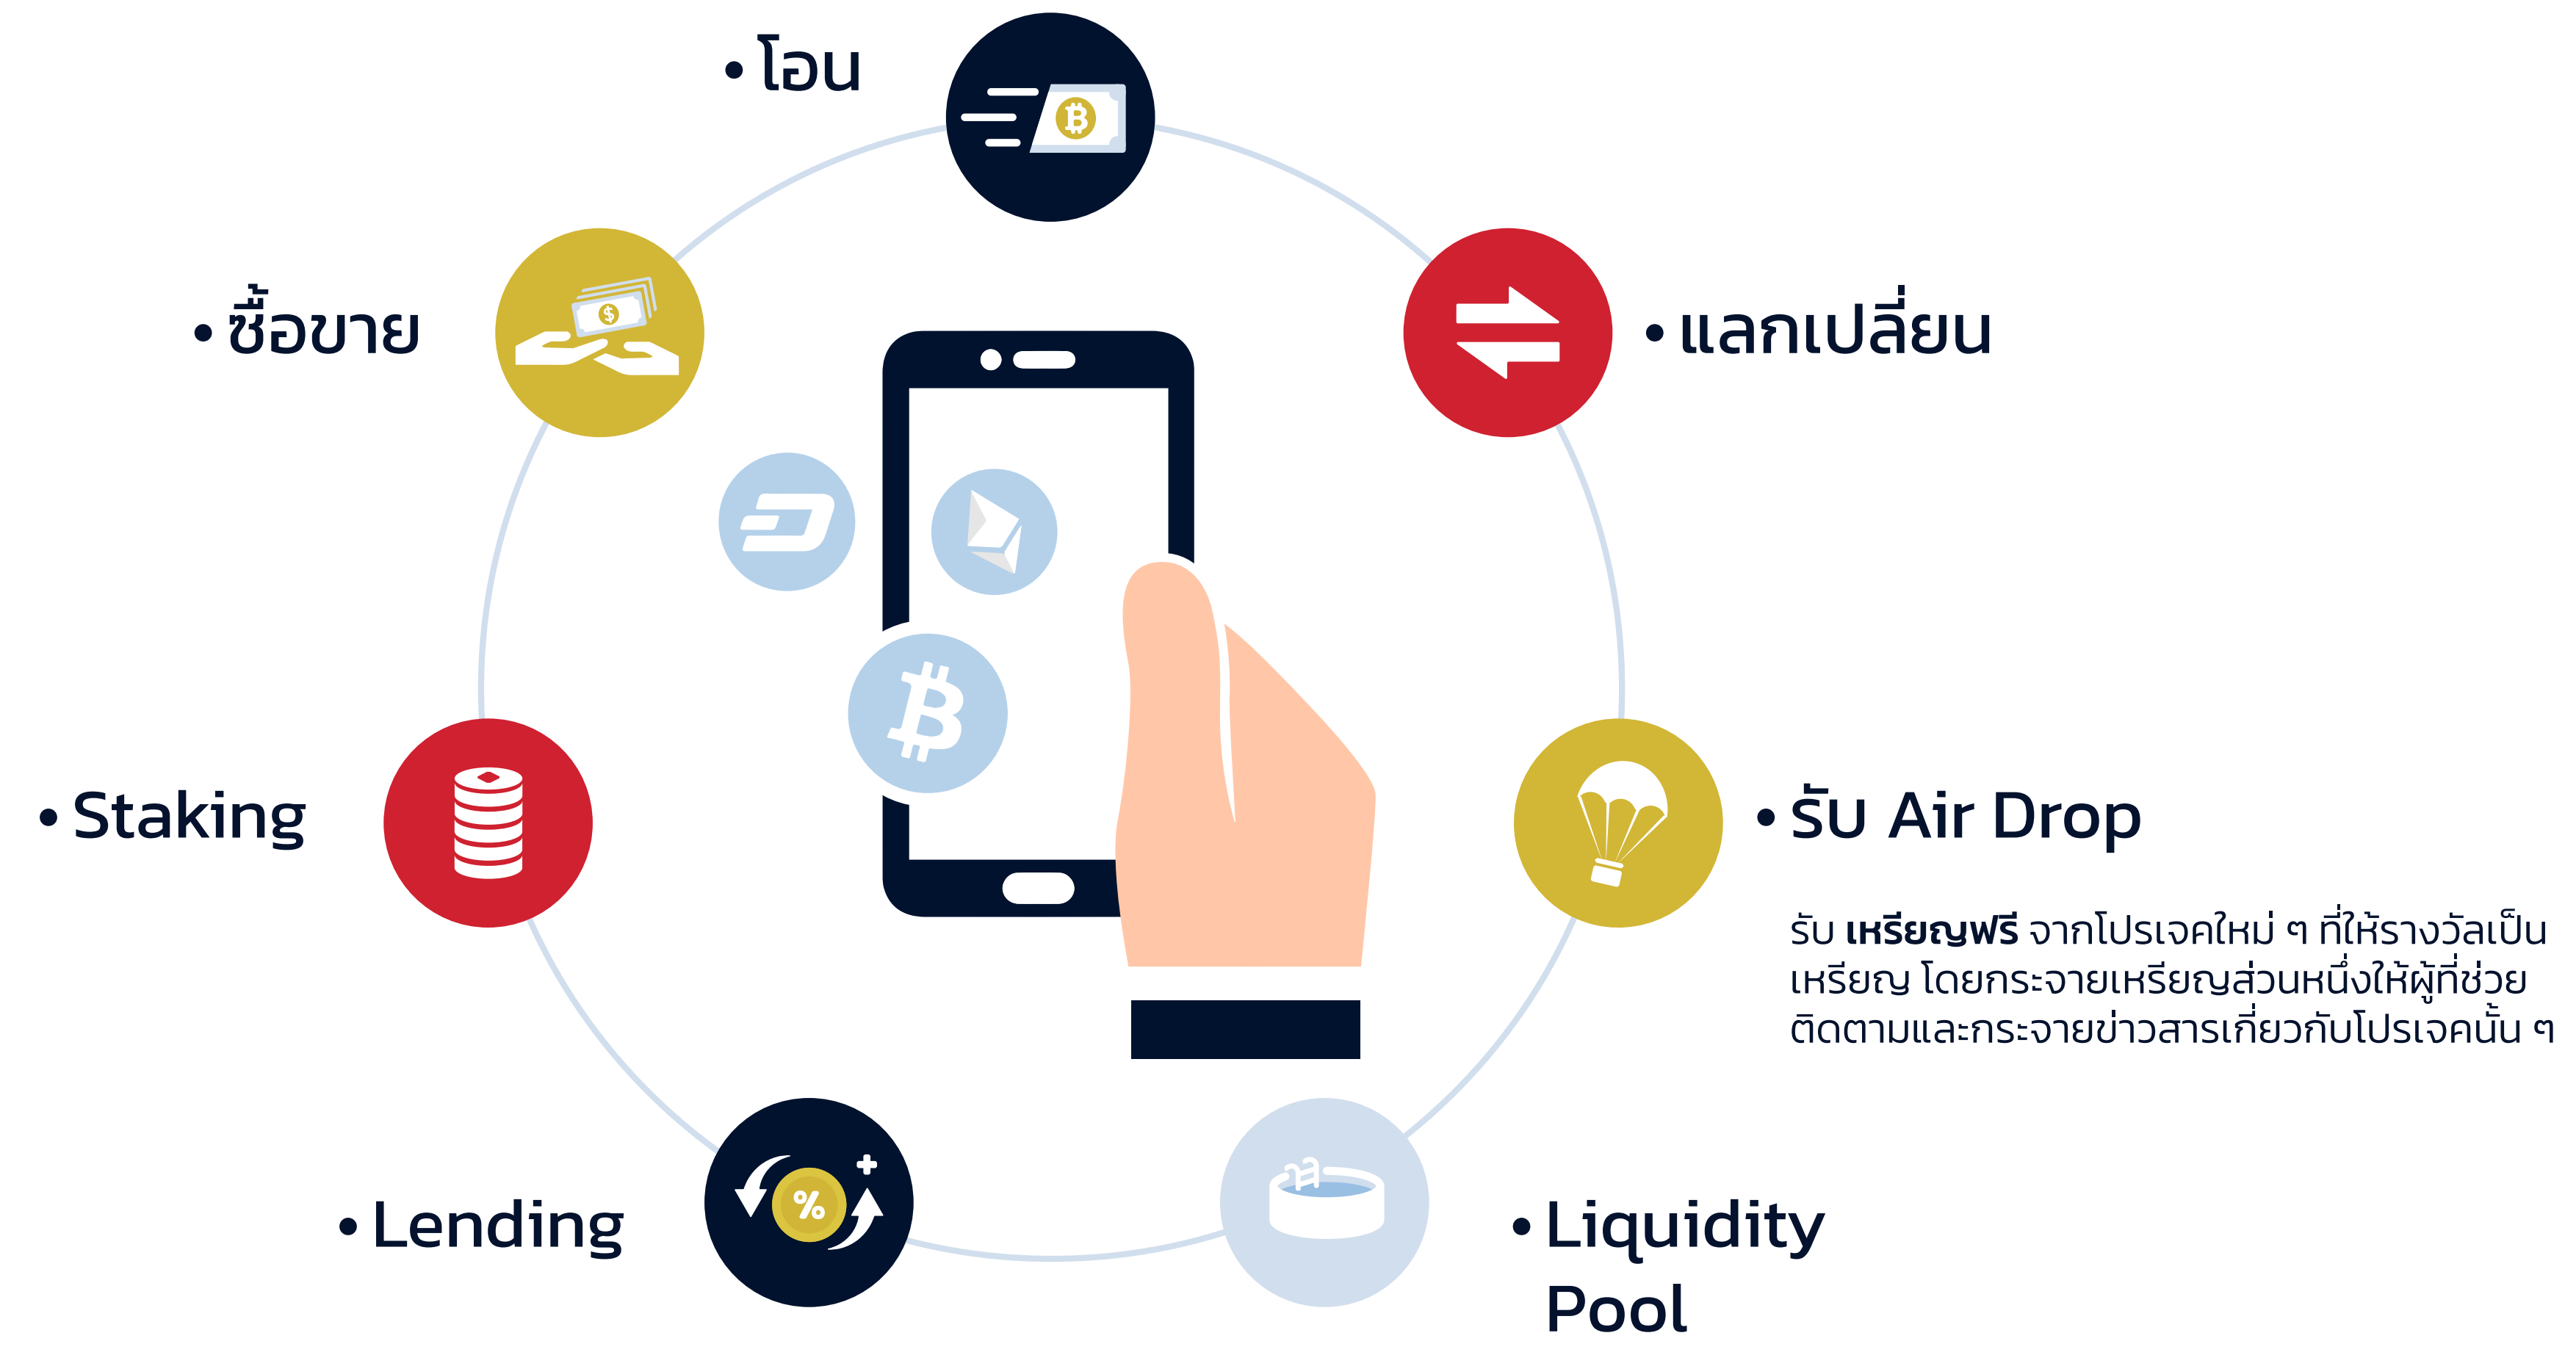 • โอน
• ซื้อขาย
• แลกเปลี่ยน
• Staking
• รับ Air Drop
รับ เหรียญฟรี จากโปรเจคใหม่ ๆ ที่ให้รางวัลเป็น
เหรียญ โดยกระจายเหรียญส่วนหนึ่งให้ผู้ที่ช่วย
ติดตามและกระจายข่าวสารเกี่ยวกับโปรเจคนั้น ๆ
• Lending
• Liquidity
Pool